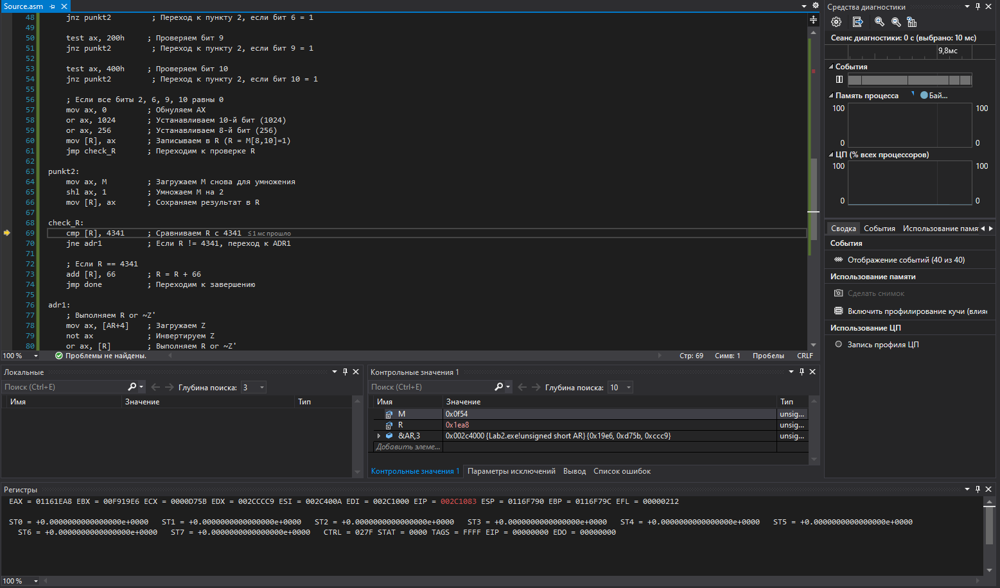 Source.asm
48 jnz punkt2 ; Переход к пункту 2, если бит 6 = 1
49
50 test ax, 200h ; Проверяем бит 9
51 jnz punkt2 ; Переход к пункту 2, если бит 9 = 1
52
53 test ax, 400h ; Проверяем бит 10
54 jnz punkt2 ; Переход к пункту 2, если бит 10 = 1
55
56 ; Если все биты 2, 6, 9, 10 равны 0
57 mov ax, 0 ; Обнуляем AX
58 or ax, 1024 ; Устанавливаем 10-й бит (1024)
59 or ax, 256 ; Устанавливаем 8-й бит (256)
60 mov [R], ax ; Записываем в R (R = M[8,10]=1)
61 jmp check_R ; Переходим к проверке R
62
63 punkt2:
64 mov ax, M ; Загружаем M снова для умножения
65 shl ax, 1 ; Умножаем M на 2
66 mov [R], ax ; Сохраняем результат в R
67
68 check_R:
69 cmp [R], 4341 ; Сравниваем R с 4341 ≤ 1 мс прошло
70 jne adr1 ; Если R != 4341, переход к ADR1
71
72 ; Если R == 4341
73 add [R], 66 ; R = R + 66
74 jmp done ; Переходим к завершению
75
76 adr1:
77 ; Выполняем R or ~Z'
78 mov ax, [AR+4] ; Загружаем Z
79 not ax ; Инвертируем Z
80 or ax, [R] ; Выполняем R or ~Z'
100 % Проблемы не найдены. Стр: 69 Симв: 1 Пробелы CRLF
Средства диагностики
Сеанс диагностики: 0 с (выбрано: 10 мс)
9,8мс
События
Память процесса Бай...
100 100
0 0
ЦП (% всех процессоров)
100 100
0 0
Сводка События Использование памят
События
Отображение событий (40 из 40)
Использование памяти
Сделать снимок
Включить профилирование кучи (влияе
Использование ЦП
Запись профиля ЦП
Локальные
Поиск (Ctrl+E) Глубина поиска: 3
Имя Значение Тип
Контрольные значения 1
Поиск (Ctrl+E) Глубина поиска: 10
Имя Значение Тип
M 0x0f54 unsig...
R 0x1ea8 unsig...
&AR,3 0x002c4000 {Lab2.exe!unsigned short AR} {0x19e6, 0xd75b, 0xccc9} unsig...
Добавить элеме...
Контрольные значения 1 Параметры исключений Вывод Список ошибок
Регистры
EAX = 01161EA8 EBX = 00F919E6 ECX = 0000D75B EDX = 002CCCC9 ESI = 002C400A EDI = 002C1000 EIP = 002C1083 ESP = 0116F790 EBP = 0116F79C EFL = 00000212
ST0 = +0.0000000000000000e+0000 ST1 = +0.0000000000000000e+0000 ST2 = +0.0000000000000000e+0000 ST3 = +0.0000000000000000e+0000 ST4 = +0.0000000000000000e+0000 ST5 = +0.0000000000000000e+0000
ST6 = +0.0000000000000000e+0000 ST7 = +0.0000000000000000e+0000 CTRL = 027F STAT = 0000 TAGS = FFFF EIP = 00000000 EDO = 00000000
100 %